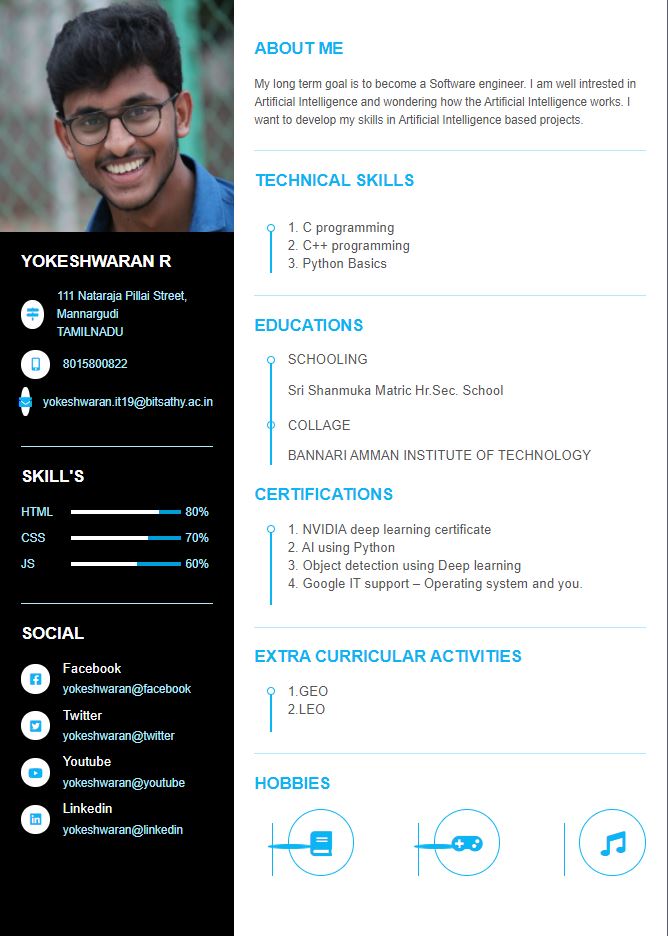 YOKESHWARAN R
111 Nataraja Pillai Street,
Mannargudi
TAMILNADU
8015800822
yokeshwaran.it19@bitsathy.ac.in
SKILL'S
HTML 80%
CSS 70%
JS 60%
SOCIAL
Facebook
yokeshwaran@facebook
Twitter
yokeshwaran@twitter
Youtube
yokeshwaran@youtube
Linkedin
yokeshwaran@linkedin
ABOUT ME
My long term goal is to become a Software engineer. I am well intrested in
Artificial Intelligence and wondering how the Artificial Intelligence works. I
want to develop my skills in Artificial Intelligence based projects.
TECHNICAL SKILLS
1. C programming
2. C++ programming
3. Python Basics
EDUCATIONS
SCHOOLING
Sri Shanmuka Matric Hr.Sec. School
COLLAGE
BANNARI AMMAN INSTITUTE OF TECHNOLOGY
CERTIFICATIONS
1. NVIDIA deep learning certificate
2. AI using Python
3. Object detection using Deep learning
4. Google IT support – Operating system and you.
EXTRA CURRICULAR ACTIVITIES
1.GEO
2.LEO
HOBBIES